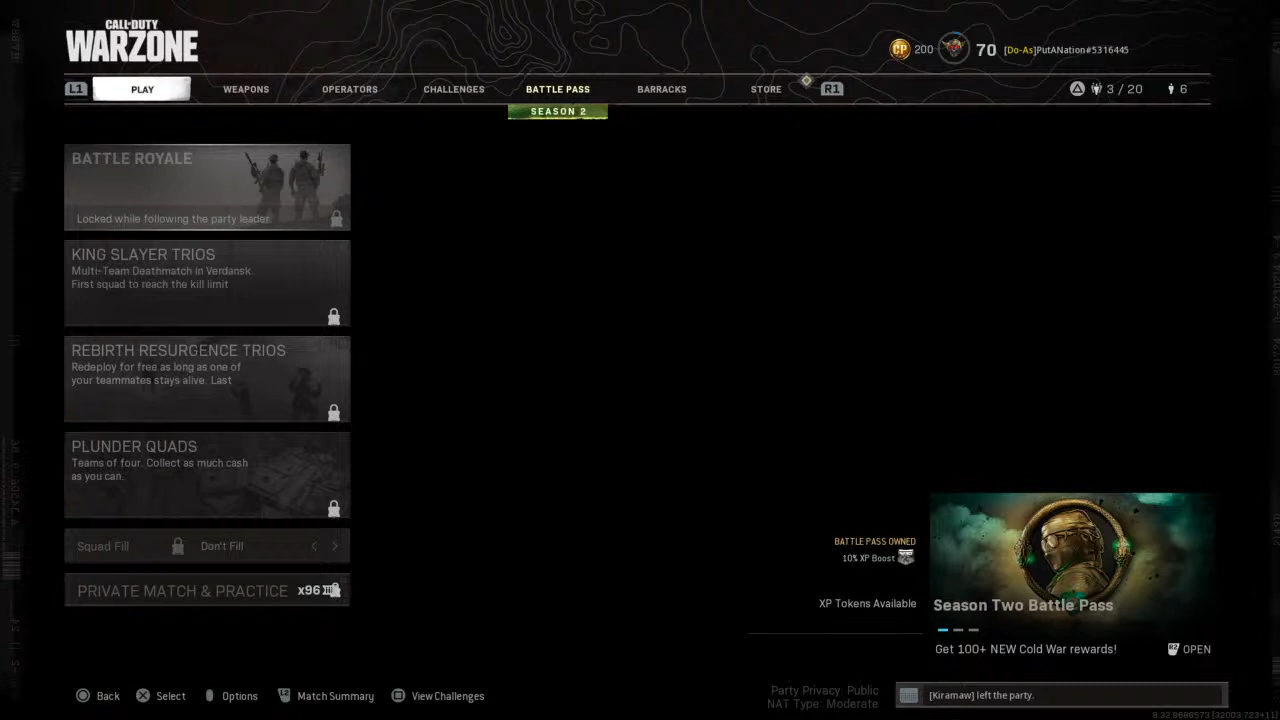 CALL OF DUTY
WARZONE
CP 200 70 [Do-As]PutANation#5316445
L1 PLAY WEAPONS OPERATORS CHALLENGES BATTLE PASS BARRACKS STORE R1 3 / 20 6
SEASON 2
BATTLE ROYALE
Locked while following the party leader.
KING SLAYER TRIOS
Multi-Team Deathmatch in Verdansk.
First squad to reach the kill limit
REBIRTH RESURGENCE TRIOS
Redeploy for free as long as one of
your teammates stays alive. Last
PLUNDER QUADS
Teams of four. Collect as much cash
as you can.
Squad Fill Don't Fill
PRIVATE MATCH & PRACTICE x96
BATTLE PASS OWNED
10% XP Boost
XP Tokens Available
Season Two Battle Pass
Get 100+ NEW Cold War rewards!
R2 OPEN
Back Select Options L2 Match Summary View Challenges
Party Privacy: Public
NAT Type: Moderate
[Kiramaw] left the party.